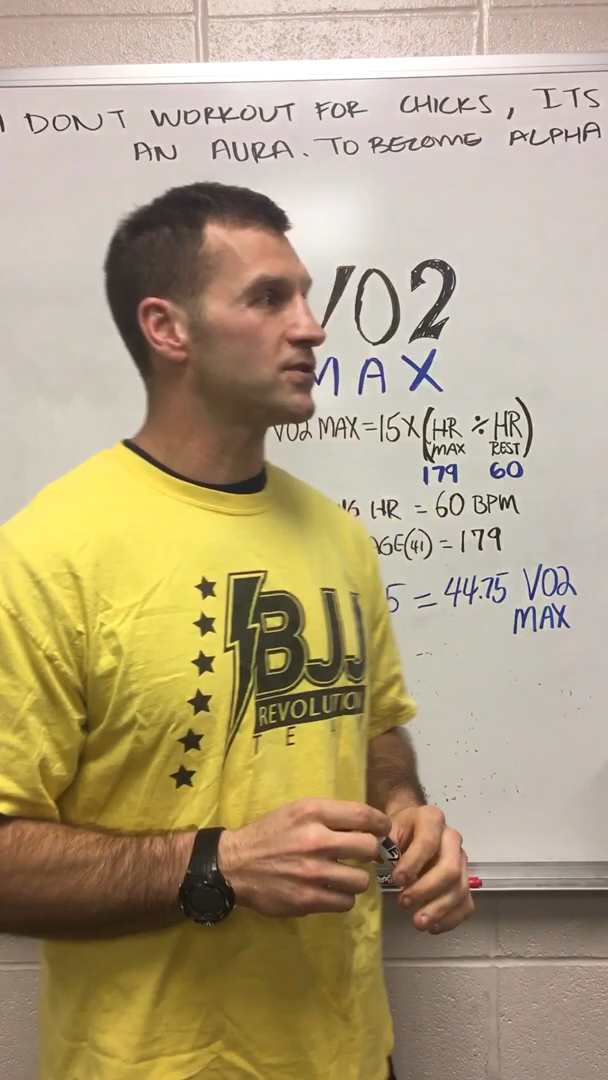 I DONT WORKOUT FOR CHICKS, ITS
AN AURA. TO BECOME ALPHA
VO2
MAX
VO2 MAX = 15 X (HR MAX ÷ HR REST)
179 60
HR = 60 BPM
AGE(41) = 179
5 = 44.75 VO2
MAX
BJJ
REVOLUTION
TE